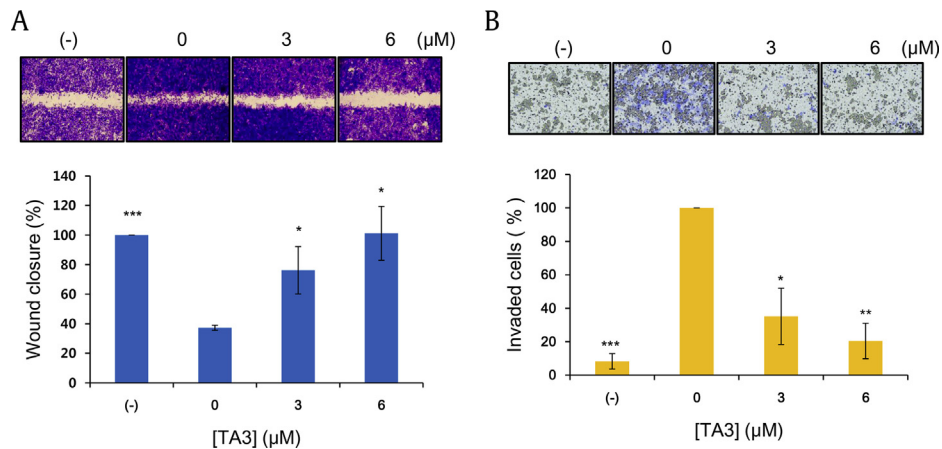 A
(-) 0 3 6 (μM)
Wound closure (%)
140
120
100
80
60
40
20
0
***
*
*
(-) 0 3 6
[TA3] (μM)
B
(-) 0 3 6 (μM)
Invaded cells ( % )
120
100
80
60
40
20
0
***
*
**
(-) 0 3 6
[TA3] (μM)